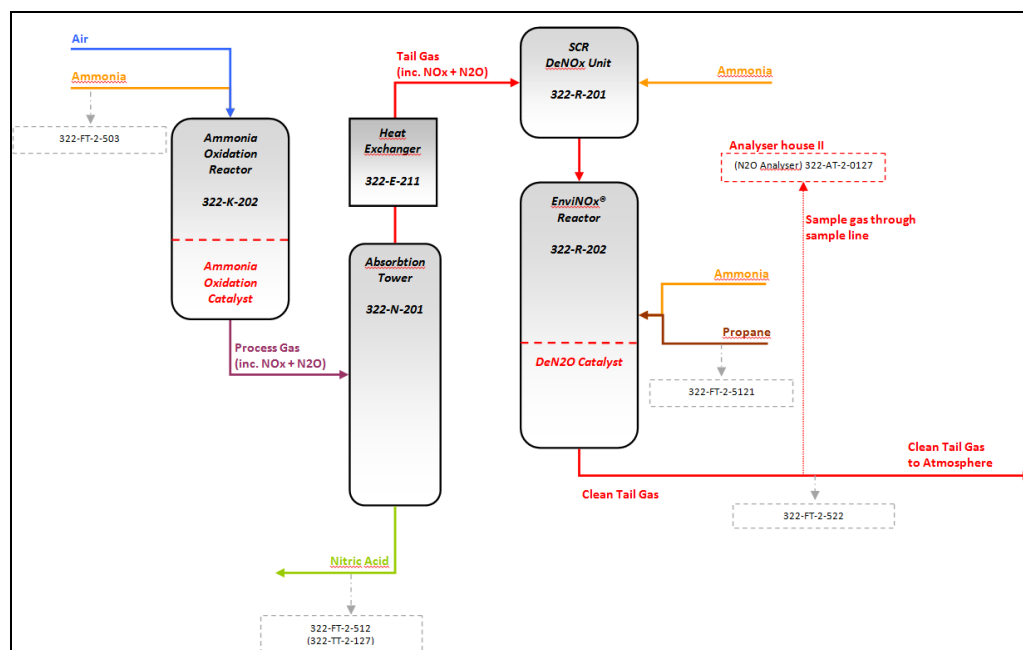 Air
Ammonia
322-FT-2-503
Ammonia
Oxidation
Reactor
322-K-202
Ammonia
Oxidation
Catalyst
Process Gas
(inc. NOx + N2O)
Tail Gas
(inc. NOx + N2O)
Heat
Exchanger
322-E-211
Absorbtion
Tower
322-N-201
Nitric Acid
322-FT-2-512
(322-TT-2-127)
SCR
DeNOx Unit
322-R-201
Ammonia
EnviNOx®
Reactor
322-R-202
DeN2O Catalyst
Ammonia
Propane
322-FT-2-5121
Analyser house II
(N2O Analyser) 322-AT-2-0127
Sample gas through
sample line
Clean Tail Gas
322-FT-2-522
Clean Tail Gas
to Atmosphere